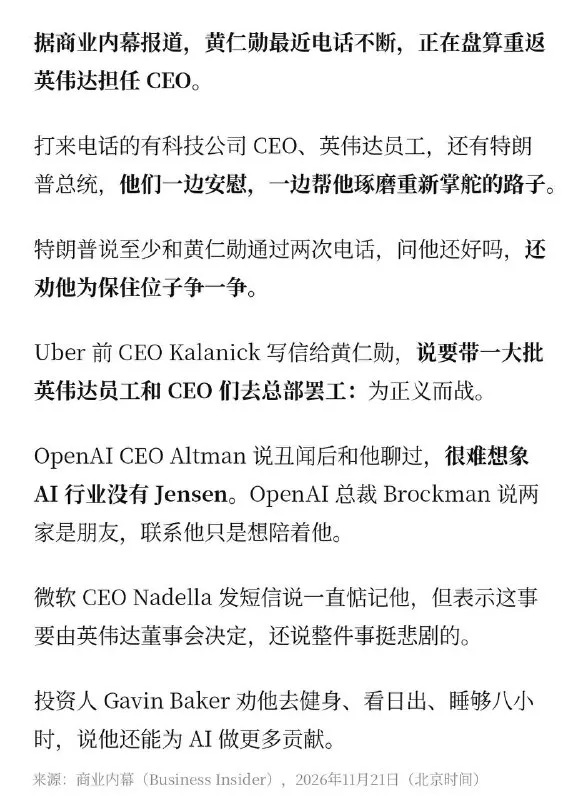 据商业内幕报道，黄仁勋最近电话不断，正在盘算重返
英伟达担任 CEO。
打来电话的有科技公司 CEO、英伟达员工，还有特朗
普总统，他们一边安慰，一边帮他琢磨重新掌舵的路子。
特朗普说至少和黄仁勋通过两次电话，问他还好吗，还
劝他为保住位子争一争。
Uber 前 CEO Kalanick 写信给黄仁勋，说要带一大批
英伟达员工和 CEO 们去总部罢工：为正义而战。
OpenAI CEO Altman 说丑闻后和他聊过，很难想象
AI 行业没有 Jensen。OpenAI 总裁 Brockman 说两
家是朋友，联系他只是想陪着他。
微软 CEO Nadella 发短信说一直惦记他，但表示这事
要由英伟达董事会决定，还说整件事挺悲剧的。
投资人 Gavin Baker 劝他去健身、看日出、睡够八小
时，说他还能为 AI 做更多贡献。
来源：商业内幕（Business Insider），2026年11月21日（北京时间）